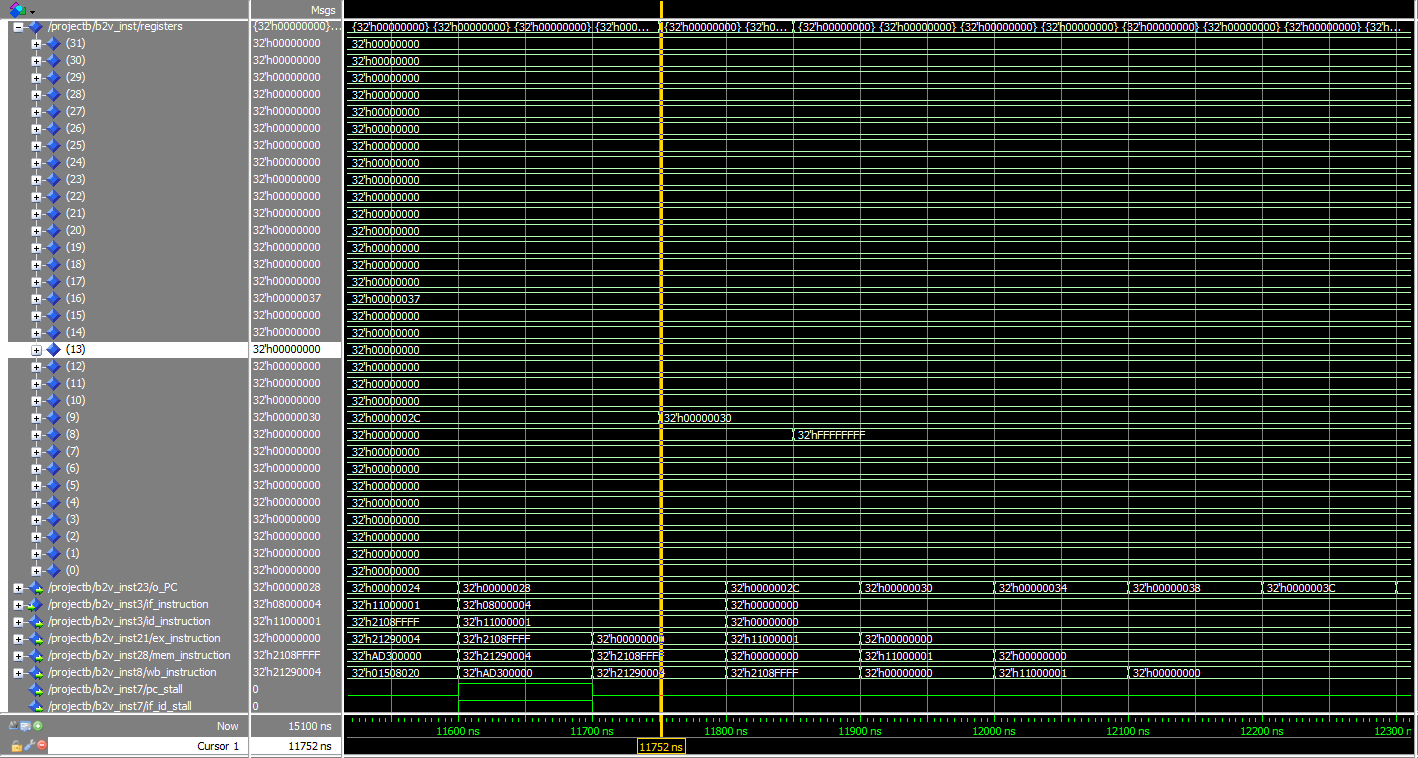 Msgs
/projectb/b2v_inst/registers {32'h00000000}... {32'h00000000} {32'h00000000} {32'h00000000} {32'h000... {32'h00000000} {32'h0... {32'h00000000} {32'h00000000} {32'h00000000} {32'h00000000} {32'h00000000} {32'h00000000} {32'h00000000} {32'h...
(31) 32'h00000000 32'h00000000
(30) 32'h00000000 32'h00000000
(29) 32'h00000000 32'h00000000
(28) 32'h00000000 32'h00000000
(27) 32'h00000000 32'h00000000
(26) 32'h00000000 32'h00000000
(25) 32'h00000000 32'h00000000
(24) 32'h00000000 32'h00000000
(23) 32'h00000000 32'h00000000
(22) 32'h00000000 32'h00000000
(21) 32'h00000000 32'h00000000
(20) 32'h00000000 32'h00000000
(19) 32'h00000000 32'h00000000
(18) 32'h00000000 32'h00000000
(17) 32'h00000000 32'h00000000
(16) 32'h00000037 32'h00000037
(15) 32'h00000000 32'h00000000
(14) 32'h00000000 32'h00000000
(13) 32'h00000000 32'h00000000
(12) 32'h00000000 32'h00000000
(11) 32'h00000000 32'h00000000
(10) 32'h00000000 32'h00000000
(9) 32'h00000030 32'h0000002C 32'h00000030
(8) 32'h00000000 32'h00000000 32'hFFFFFFFF
(7) 32'h00000000 32'h00000000
(6) 32'h00000000 32'h00000000
(5) 32'h00000000 32'h00000000
(4) 32'h00000000 32'h00000000
(3) 32'h00000000 32'h00000000
(2) 32'h00000000 32'h00000000
(1) 32'h00000000 32'h00000000
(0) 32'h00000000 32'h00000000
/projectb/b2v_inst23/o_PC 32'h00000028 32'h00000024 32'h00000028 32'h0000002C 32'h00000030 32'h00000034 32'h00000038 32'h0000003C
/projectb/b2v_inst3/if_instruction 32'h08000004 32'h11000001 32'h08000004 32'h00000000
/projectb/b2v_inst3/id_instruction 32'h11000001 32'h2108FFFF 32'h11000001 32'h00000000
/projectb/b2v_inst21/ex_instruction 32'h00000000 32'h21290004 32'h2108FFFF 32'h00000000 32'h11000001 32'h00000000
/projectb/b2v_inst28/mem_instruction 32'h2108FFFF 32'hAD300000 32'h21290004 32'h2108FFFF 32'h00000000 32'h11000001 32'h00000000
/projectb/b2v_inst8/wb_instruction 32'h21290004 32'h01508020 32'hAD300000 32'h21290004 32'h2108FFFF 32'h00000000 32'h11000001 32'h00000000
/projectb/b2v_inst7/pc_stall 0
/projectb/b2v_inst7/if_id_stall 0
Now 15100 ns 11600 ns 11700 ns 11800 ns 11900 ns 12000 ns 12100 ns 12200 ns 12300 n
Cursor 1 11752 ns 11752 ns